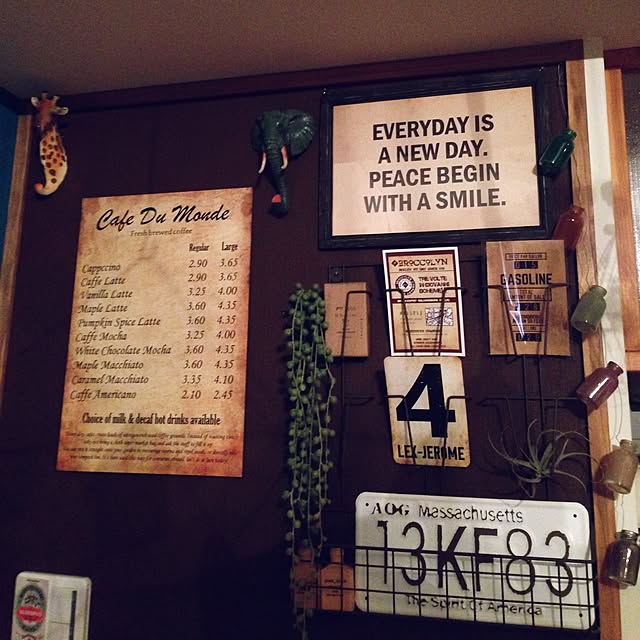 EVERYDAY IS
A NEW DAY.
PEACE BEGIN
WITH A SMILE.
Cafe Du Monde
Fresh brewed coffee
Regular Large
Cappccino 2.90 3.65
Caffe Latte 2.90 3.65
Vanilla Latte 3.25 4.00
Maple Latte 3.60 4.35
Pumpkin Spice Latte 3.60 4.35
Caffe Mocha 3.25 4.00
White Chocolate Mocha 3.60 4.35
Maple Macchiato 3.60 4.35
Caramel Macchiato 3.35 4.10
Caffe Americano 2.10 2.45
Choice of milk & decaf hot drinks available
GASOLINE
4
LEX-JEROME
AOG Massachusetts
13KF83
The Spirit Of America